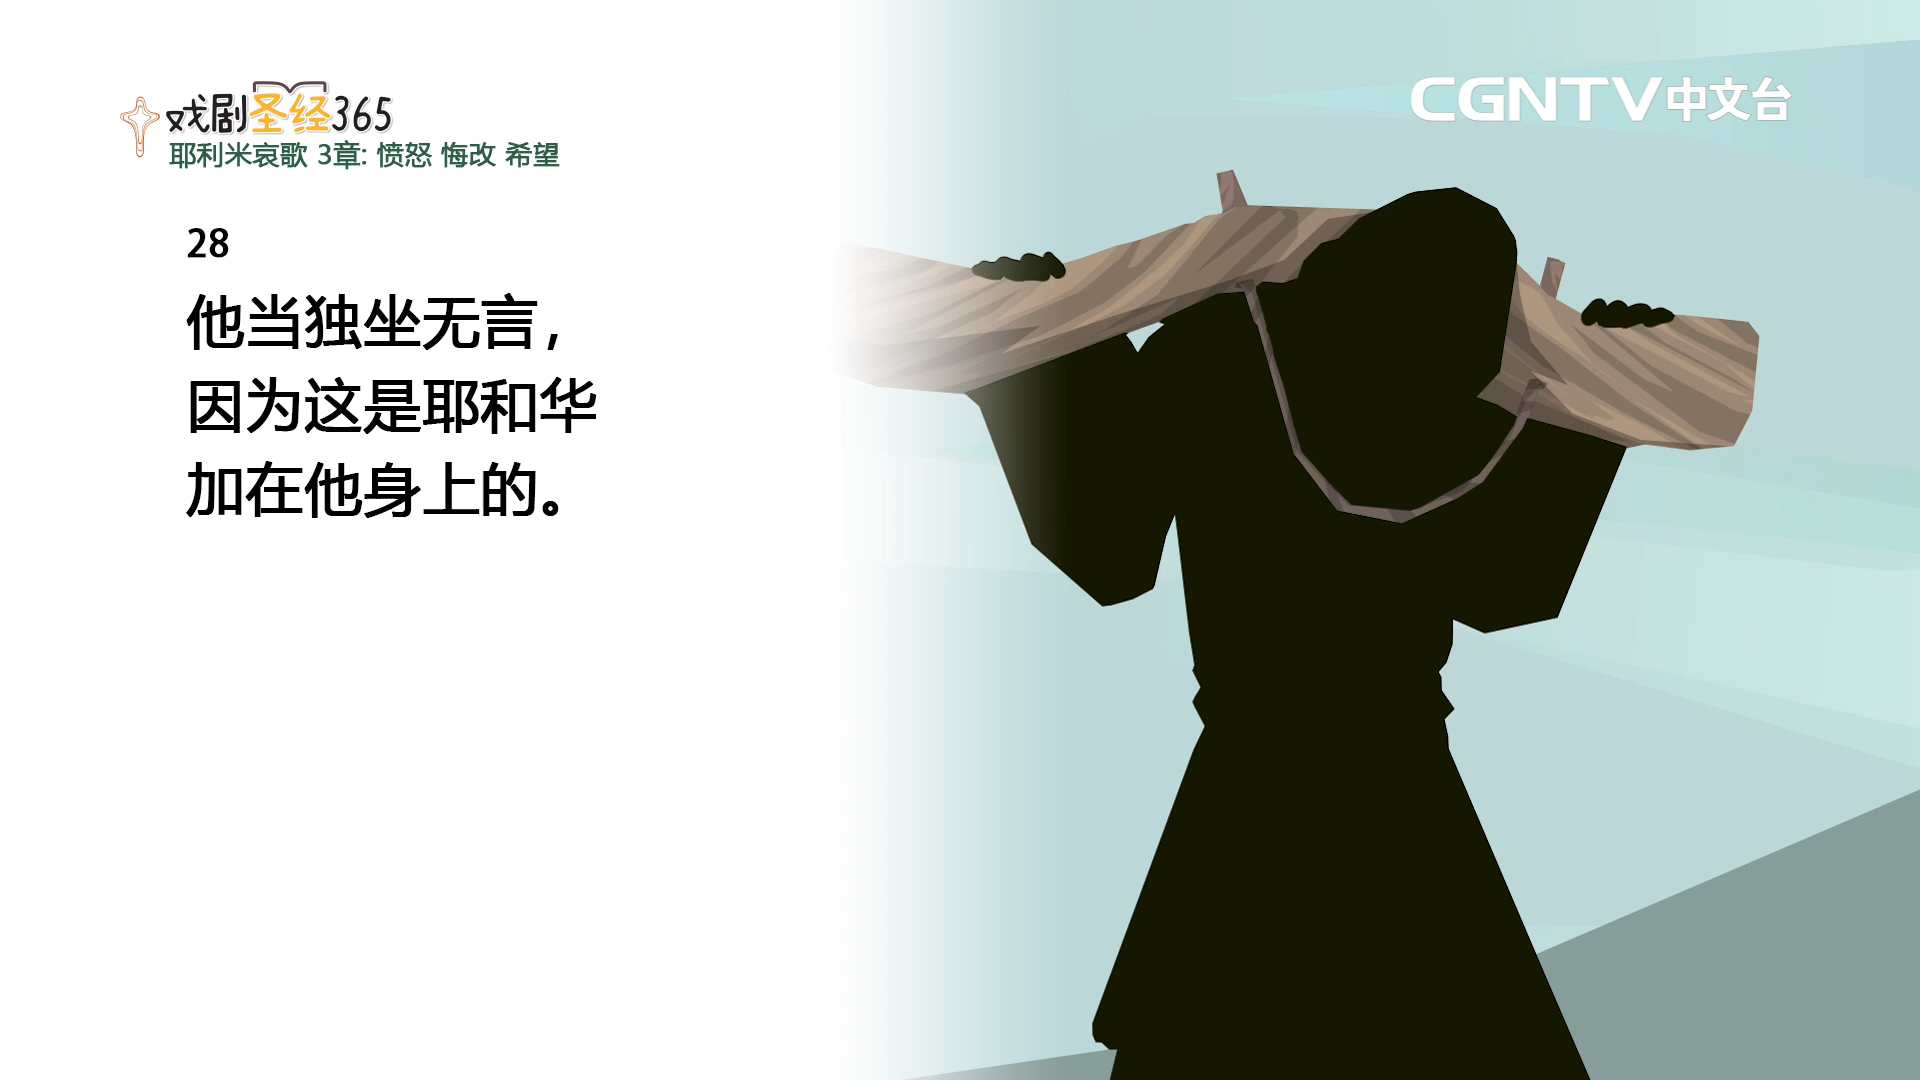 戏剧圣经365
CGNTV中文台
耶利米哀歌 3章: 愤怒 悔改 希望
28
他当独坐无言，
因为这是耶和华
加在他身上的。